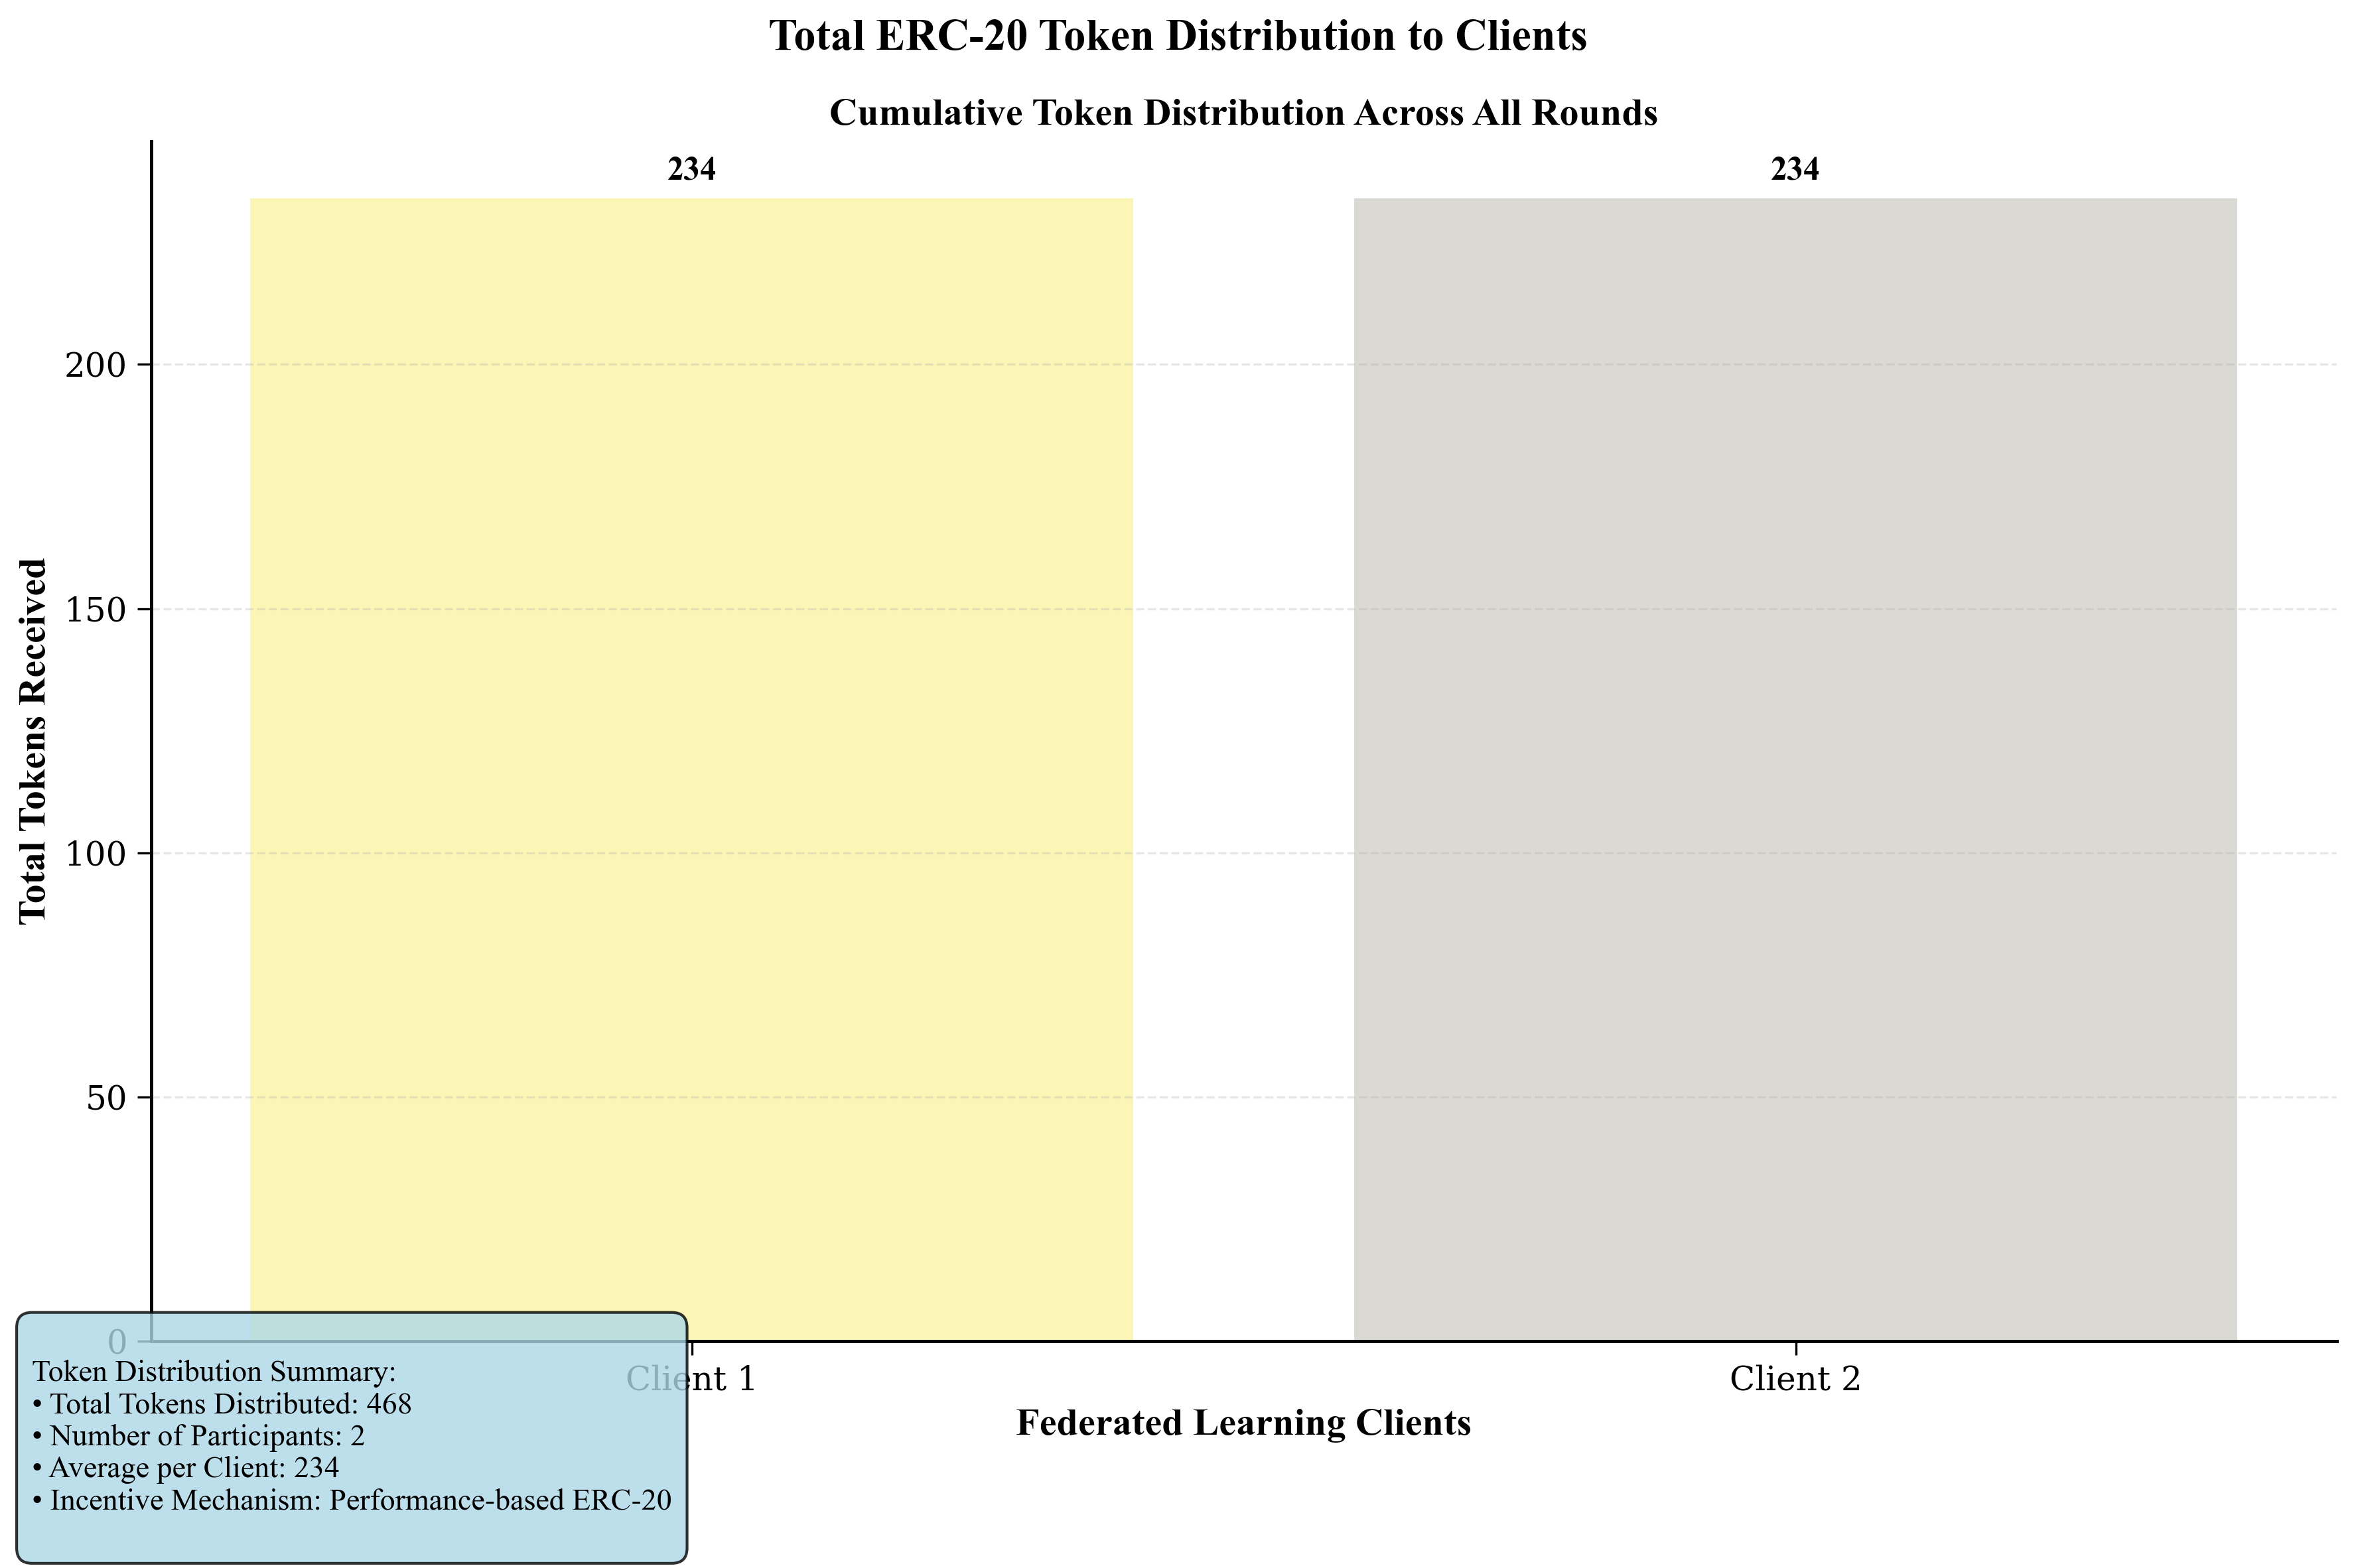 Total ERC-20 Token Distribution to Clients
Cumulative Token Distribution Across All Rounds
234
234
Total Tokens Received
200
150
100
50
0
Client 1
Client 2
Federated Learning Clients
Token Distribution Summary:
• Total Tokens Distributed: 468
• Number of Participants: 2
• Average per Client: 234
• Incentive Mechanism: Performance-based ERC-20